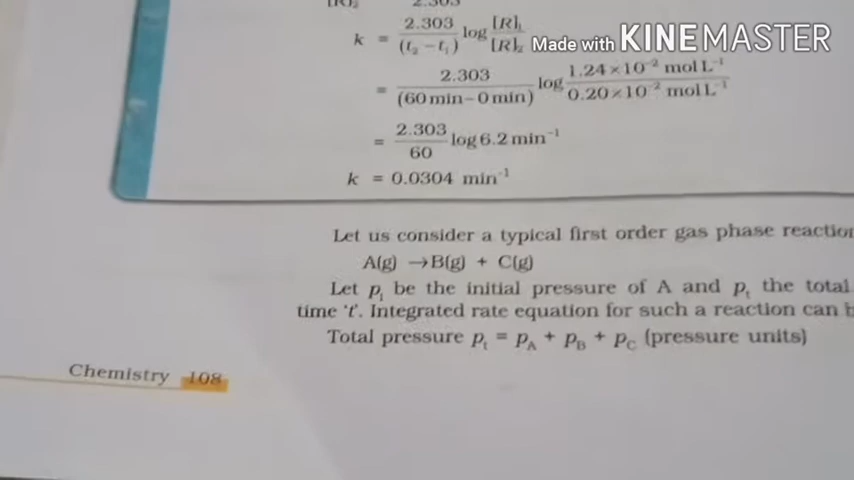 k = 2.303/(t₂ – t₁) log [R]₁/[R]₂
Made with KINEMASTER
= 2.303/(60 min – 0 min) log 1.24 × 10⁻² mol L⁻¹/0.20 × 10⁻² mol L⁻¹
= 2.303/60 log 6.2 min⁻¹
k = 0.0304 min⁻¹
Let us consider a typical first order gas phase
A(g) → B(g) + C(g)
Let pᵢ be the initial pressure of A and pₜ the total
time 't'. Integrated rate equation for such a reaction can
Total pressure pₜ = p_A + p_B + p_C (pressure units)
Chemistry 108